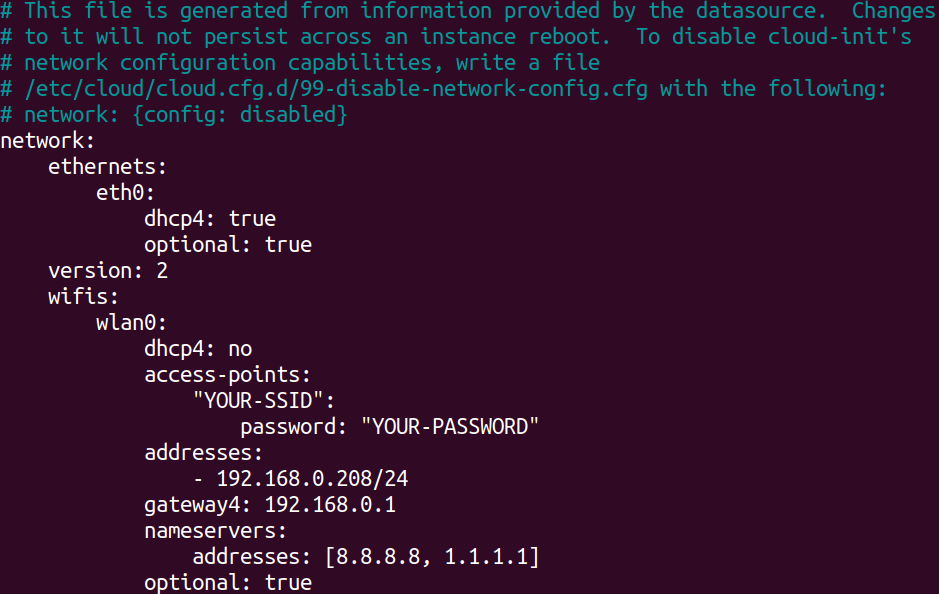 # This file is generated from information provided by the datasource.  Changes
# to it will not persist across an instance reboot.  To disable cloud-init's
# network configuration capabilities, write a file
# /etc/cloud/cloud.cfg.d/99-disable-network-config.cfg with the following:
# network: {config: disabled}
network:
    ethernets:
        eth0:
            dhcp4: true
            optional: true
    version: 2
    wifis:
        wlan0:
            dhcp4: no
            access-points:
                "YOUR-SSID":
                    password: "YOUR-PASSWORD"
            addresses:
                - 192.168.0.208/24
            gateway4: 192.168.0.1
            nameservers:
                addresses: [8.8.8.8, 1.1.1.1]
            optional: true